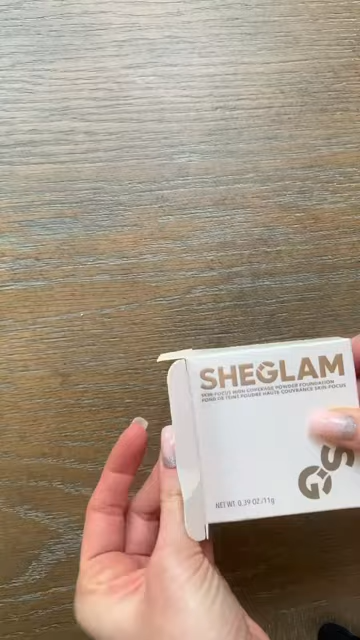 SHEGLAM
SKIN-FOCUS HIGH COVERAGE POWDER FOUNDATION
FOND DE TEINT POUDRE HAUTE COUVRANCE SKIN-FOCUS
GS
NET WT. 0.39 OZ/11g